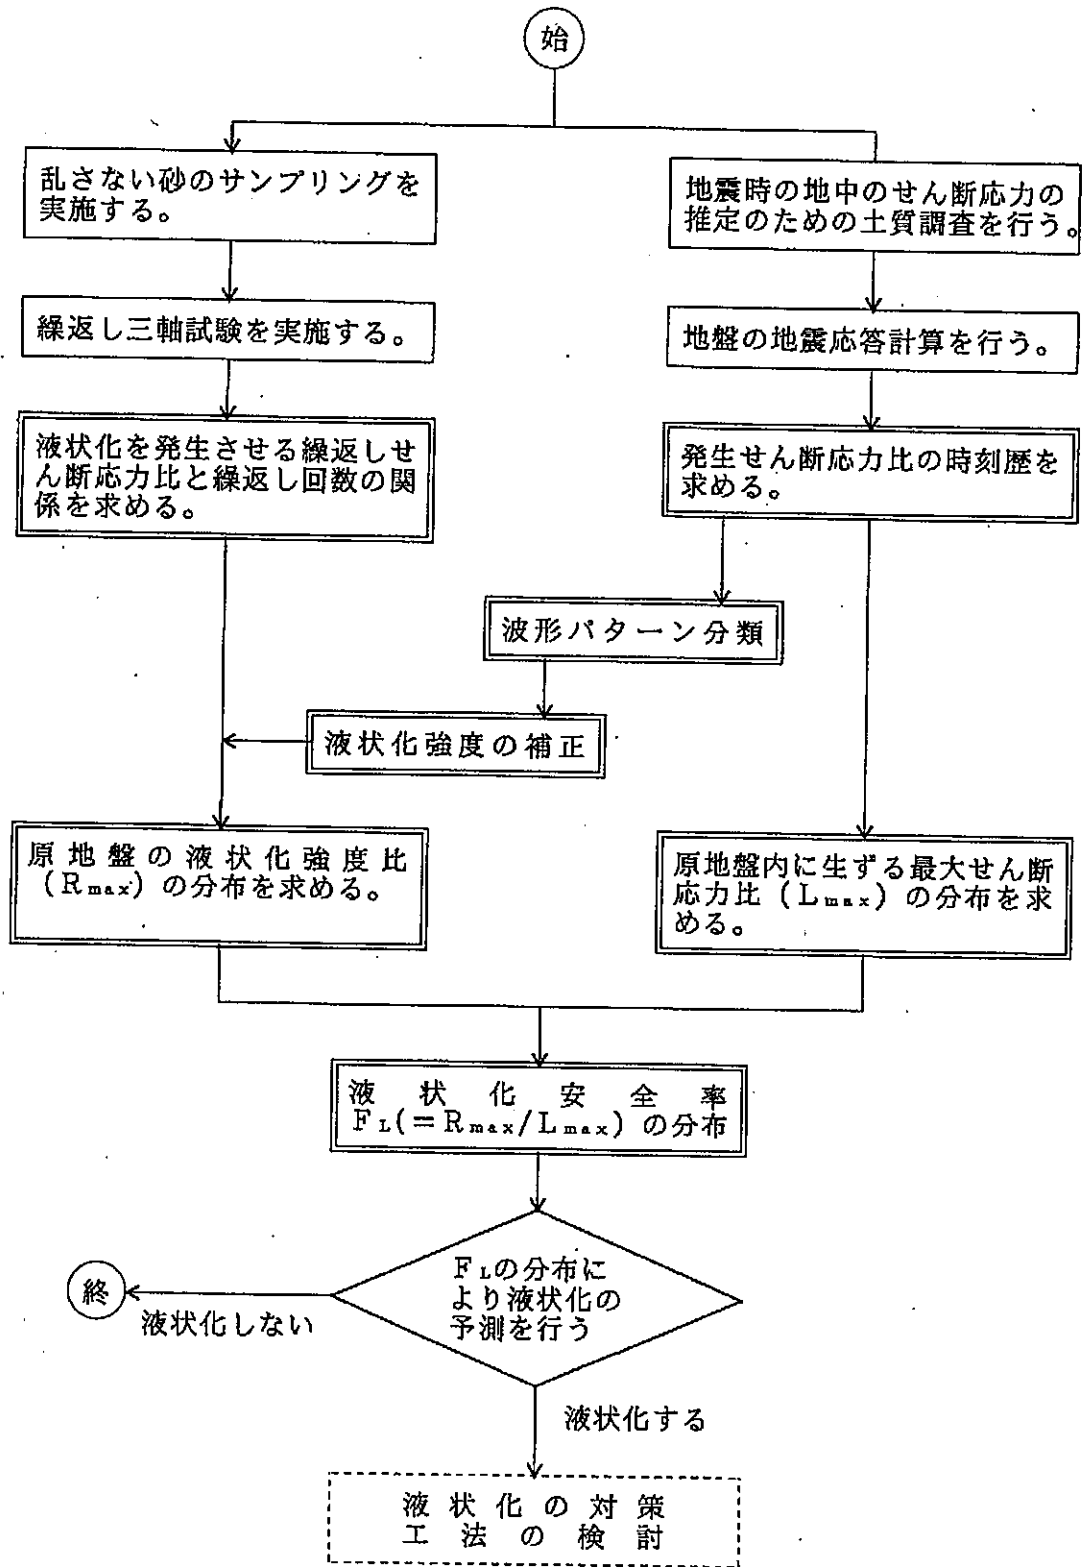 始
乱さない砂のサンプリングを
実施する。
地震時の地中のせん断応力の
推定のための土質調査を行う。
繰返し三軸試験を実施する。
地盤の地震応答計算を行う。
液状化を発生させる繰返しせ
ん断応力比と繰返し回数の関
係を求める。
発生せん断応力比の時刻歴を
求める。
波形パターン分類
液状化強度の補正
原地盤の液状化強度比
(Rmax)の分布を求める。
原地盤内に生ずる最大せん断
応力比(Lmax)の分布を求
める。
液状化安全率
FL(=Rmax/Lmax)の分布
FLの分布に
より液状化の
予測を行う
終
液状化しない
液状化する
液状化の対策
工法の検討